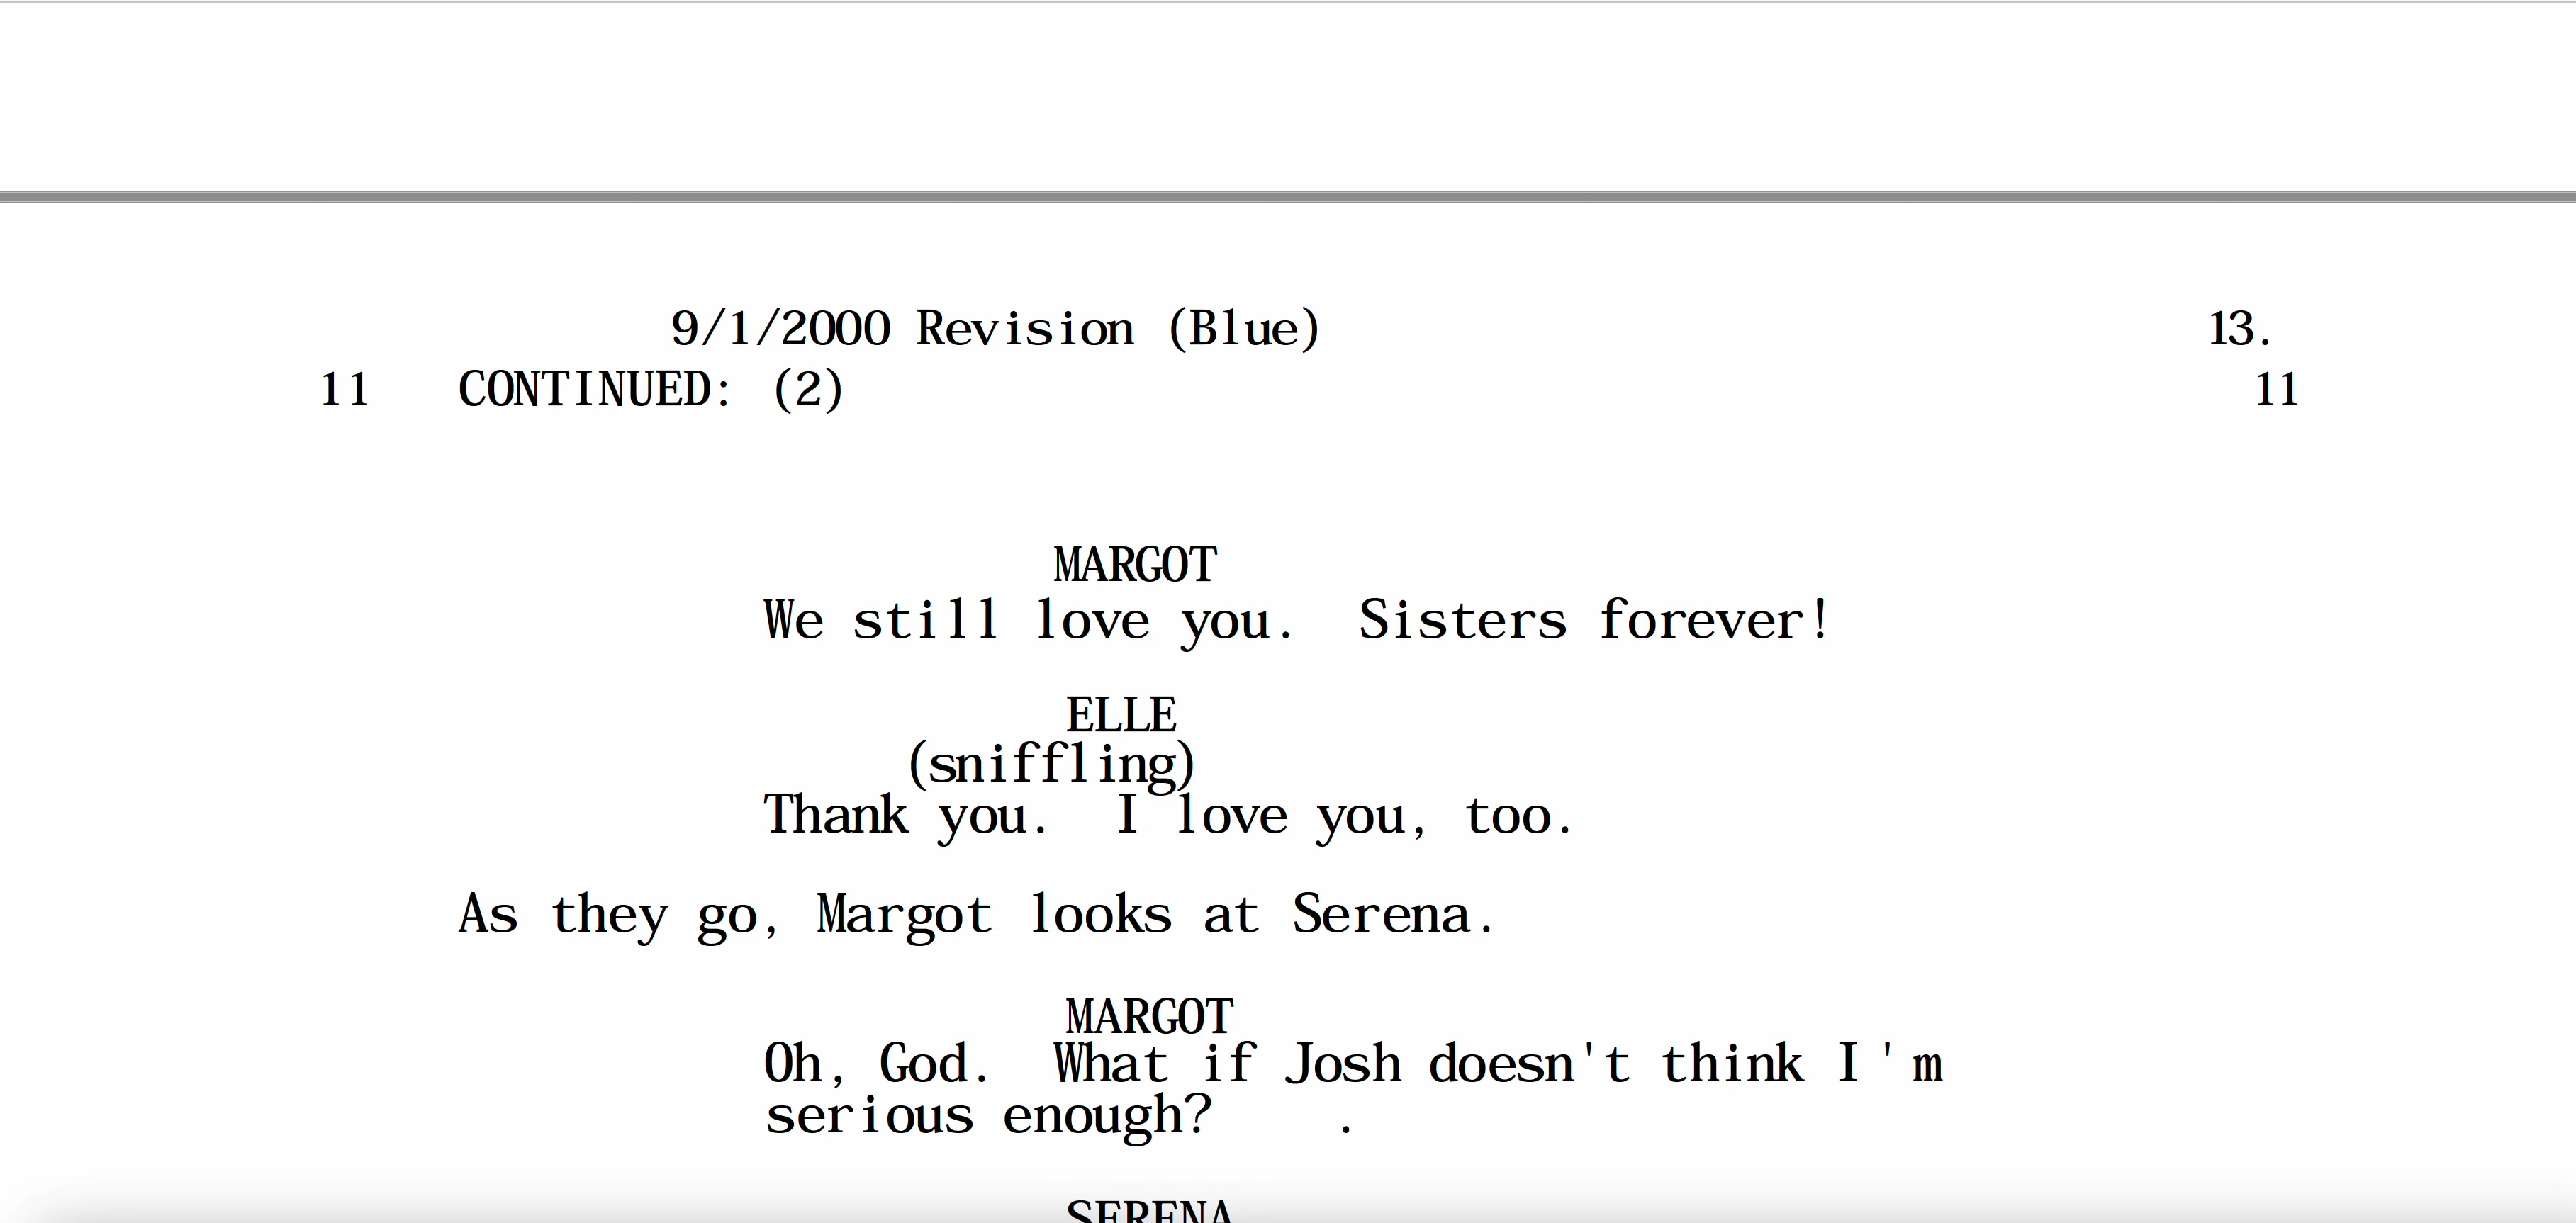 9/1/2000 Revision (Blue) 13.
11 CONTINUED: (2) 11
MARGOT
We still love you. Sisters forever!
ELLE
(sniffling)
Thank you. I love you, too.
As they go, Margot looks at Serena.
MARGOT
Oh, God. What if Josh doesn't think I'm
serious enough? .
SERENA